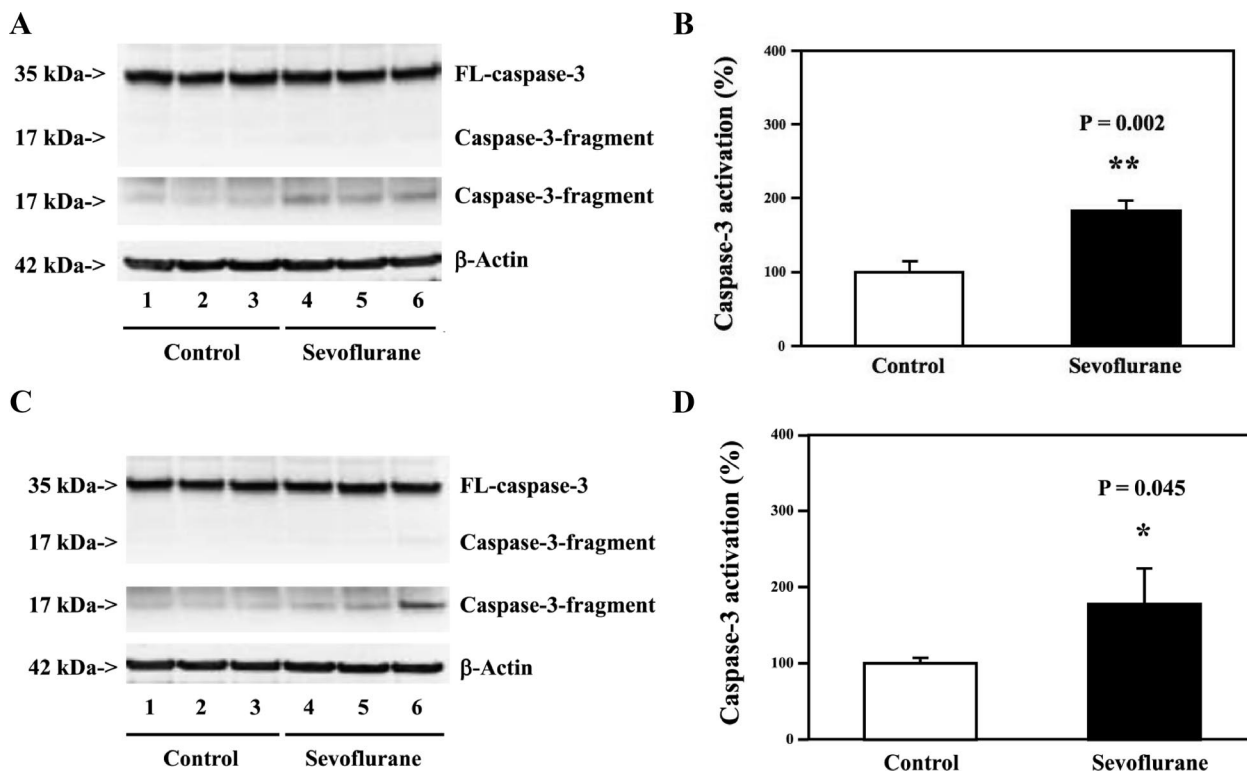 A
35 kDa-> FL-caspase-3
17 kDa-> Caspase-3-fragment
17 kDa-> Caspase-3-fragment
42 kDa-> β-Actin
1 2 3 4 5 6
Control Sevoflurane
B
Caspase-3 activation (%)
400
300
200
100
0
P = 0.002
**
Control Sevoflurane
C
35 kDa-> FL-caspase-3
17 kDa-> Caspase-3-fragment
17 kDa-> Caspase-3-fragment
42 kDa-> β-Actin
1 2 3 4 5 6
Control Sevoflurane
D
Caspase-3 activation (%)
400
300
200
100
0
P = 0.045
*
Control Sevoflurane